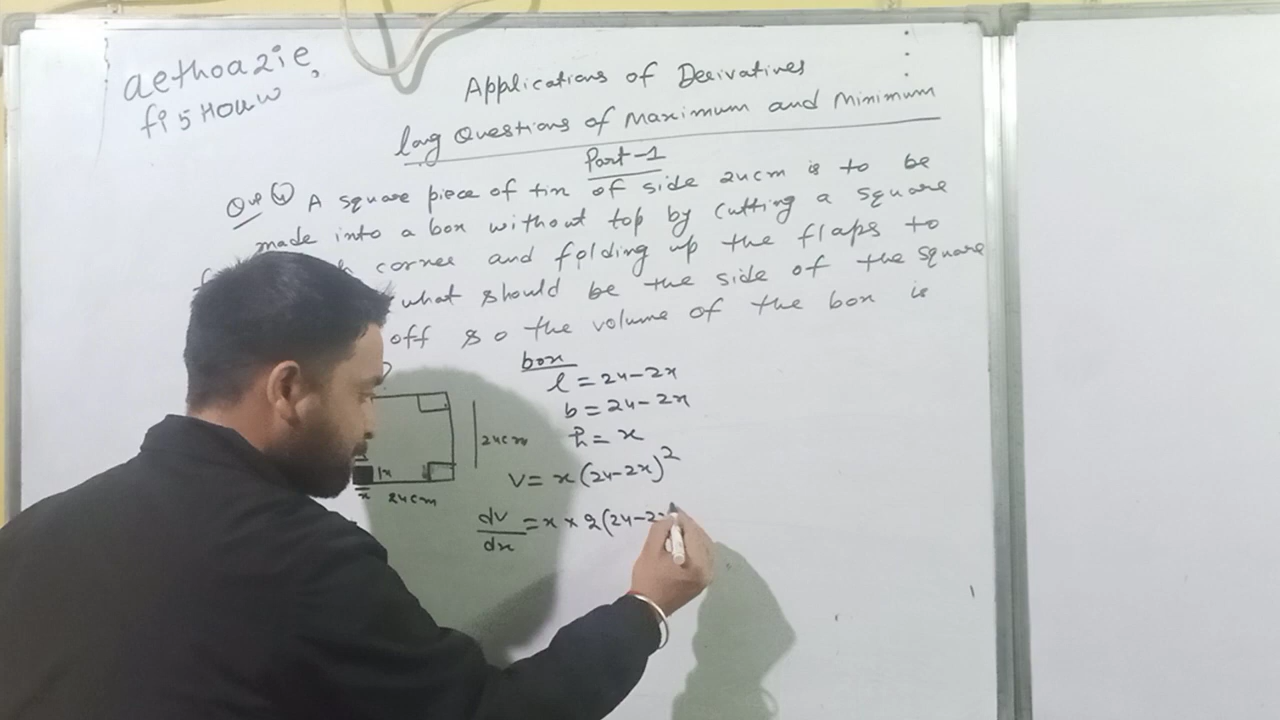 aethoazie,
fi5Houw
Applications of Derivatives
long Questions of Maximum and Minimum
Part-1
Que A square piece of tin of side 24cm is to be
made into a box without top by cutting a square
corner and folding up the flaps to
what should be the side of the square
off so the volume of the box is
?
box
l = 24-2x
b = 24-2x
h = x
24cm
x
x
24cm
V = x(24-2x)²
dv/dx = x × 2(24-2x